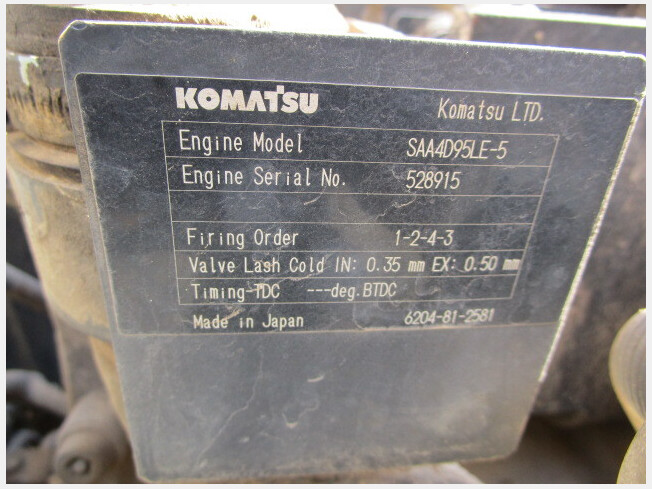 KOMATSU Komatsu LTD.
Engine Model SAA4D95LE-5
Engine Serial No. 528915
Firing Order 1-2-4-3
Valve Lash Cold IN: 0.35 mm EX: 0.50 mm
Timing-TDC ---deg.BTDC
Made in Japan 6204-81-2581